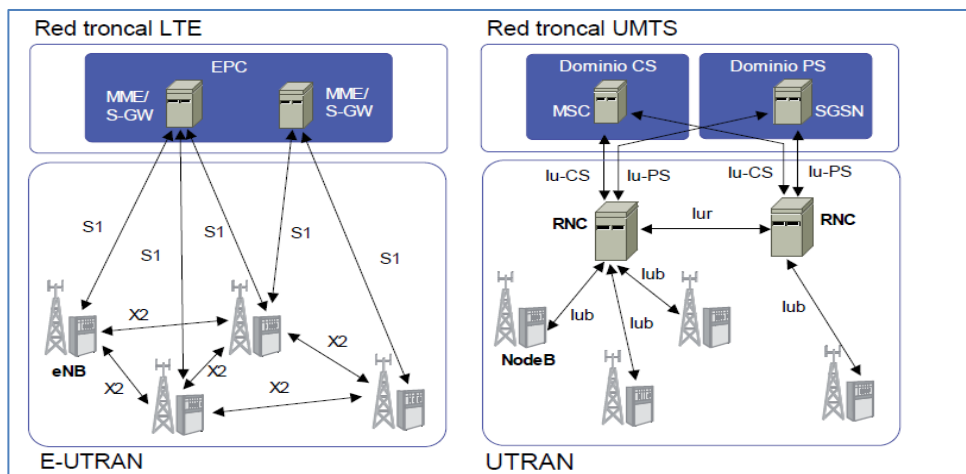 Red troncal LTE
EPC
MME/
S-GW
MME/
S-GW
S1
S1
S1
S1
S1
X2
X2
X2
X2
X2
eNB
E-UTRAN
Red troncal UMTS
Dominio CS
Dominio PS
MSC
SGSN
Iu-CS
Iu-PS
Iu-CS
Iu-PS
RNC
Iur
RNC
Iub
Iub
Iub
Iub
NodeB
UTRAN